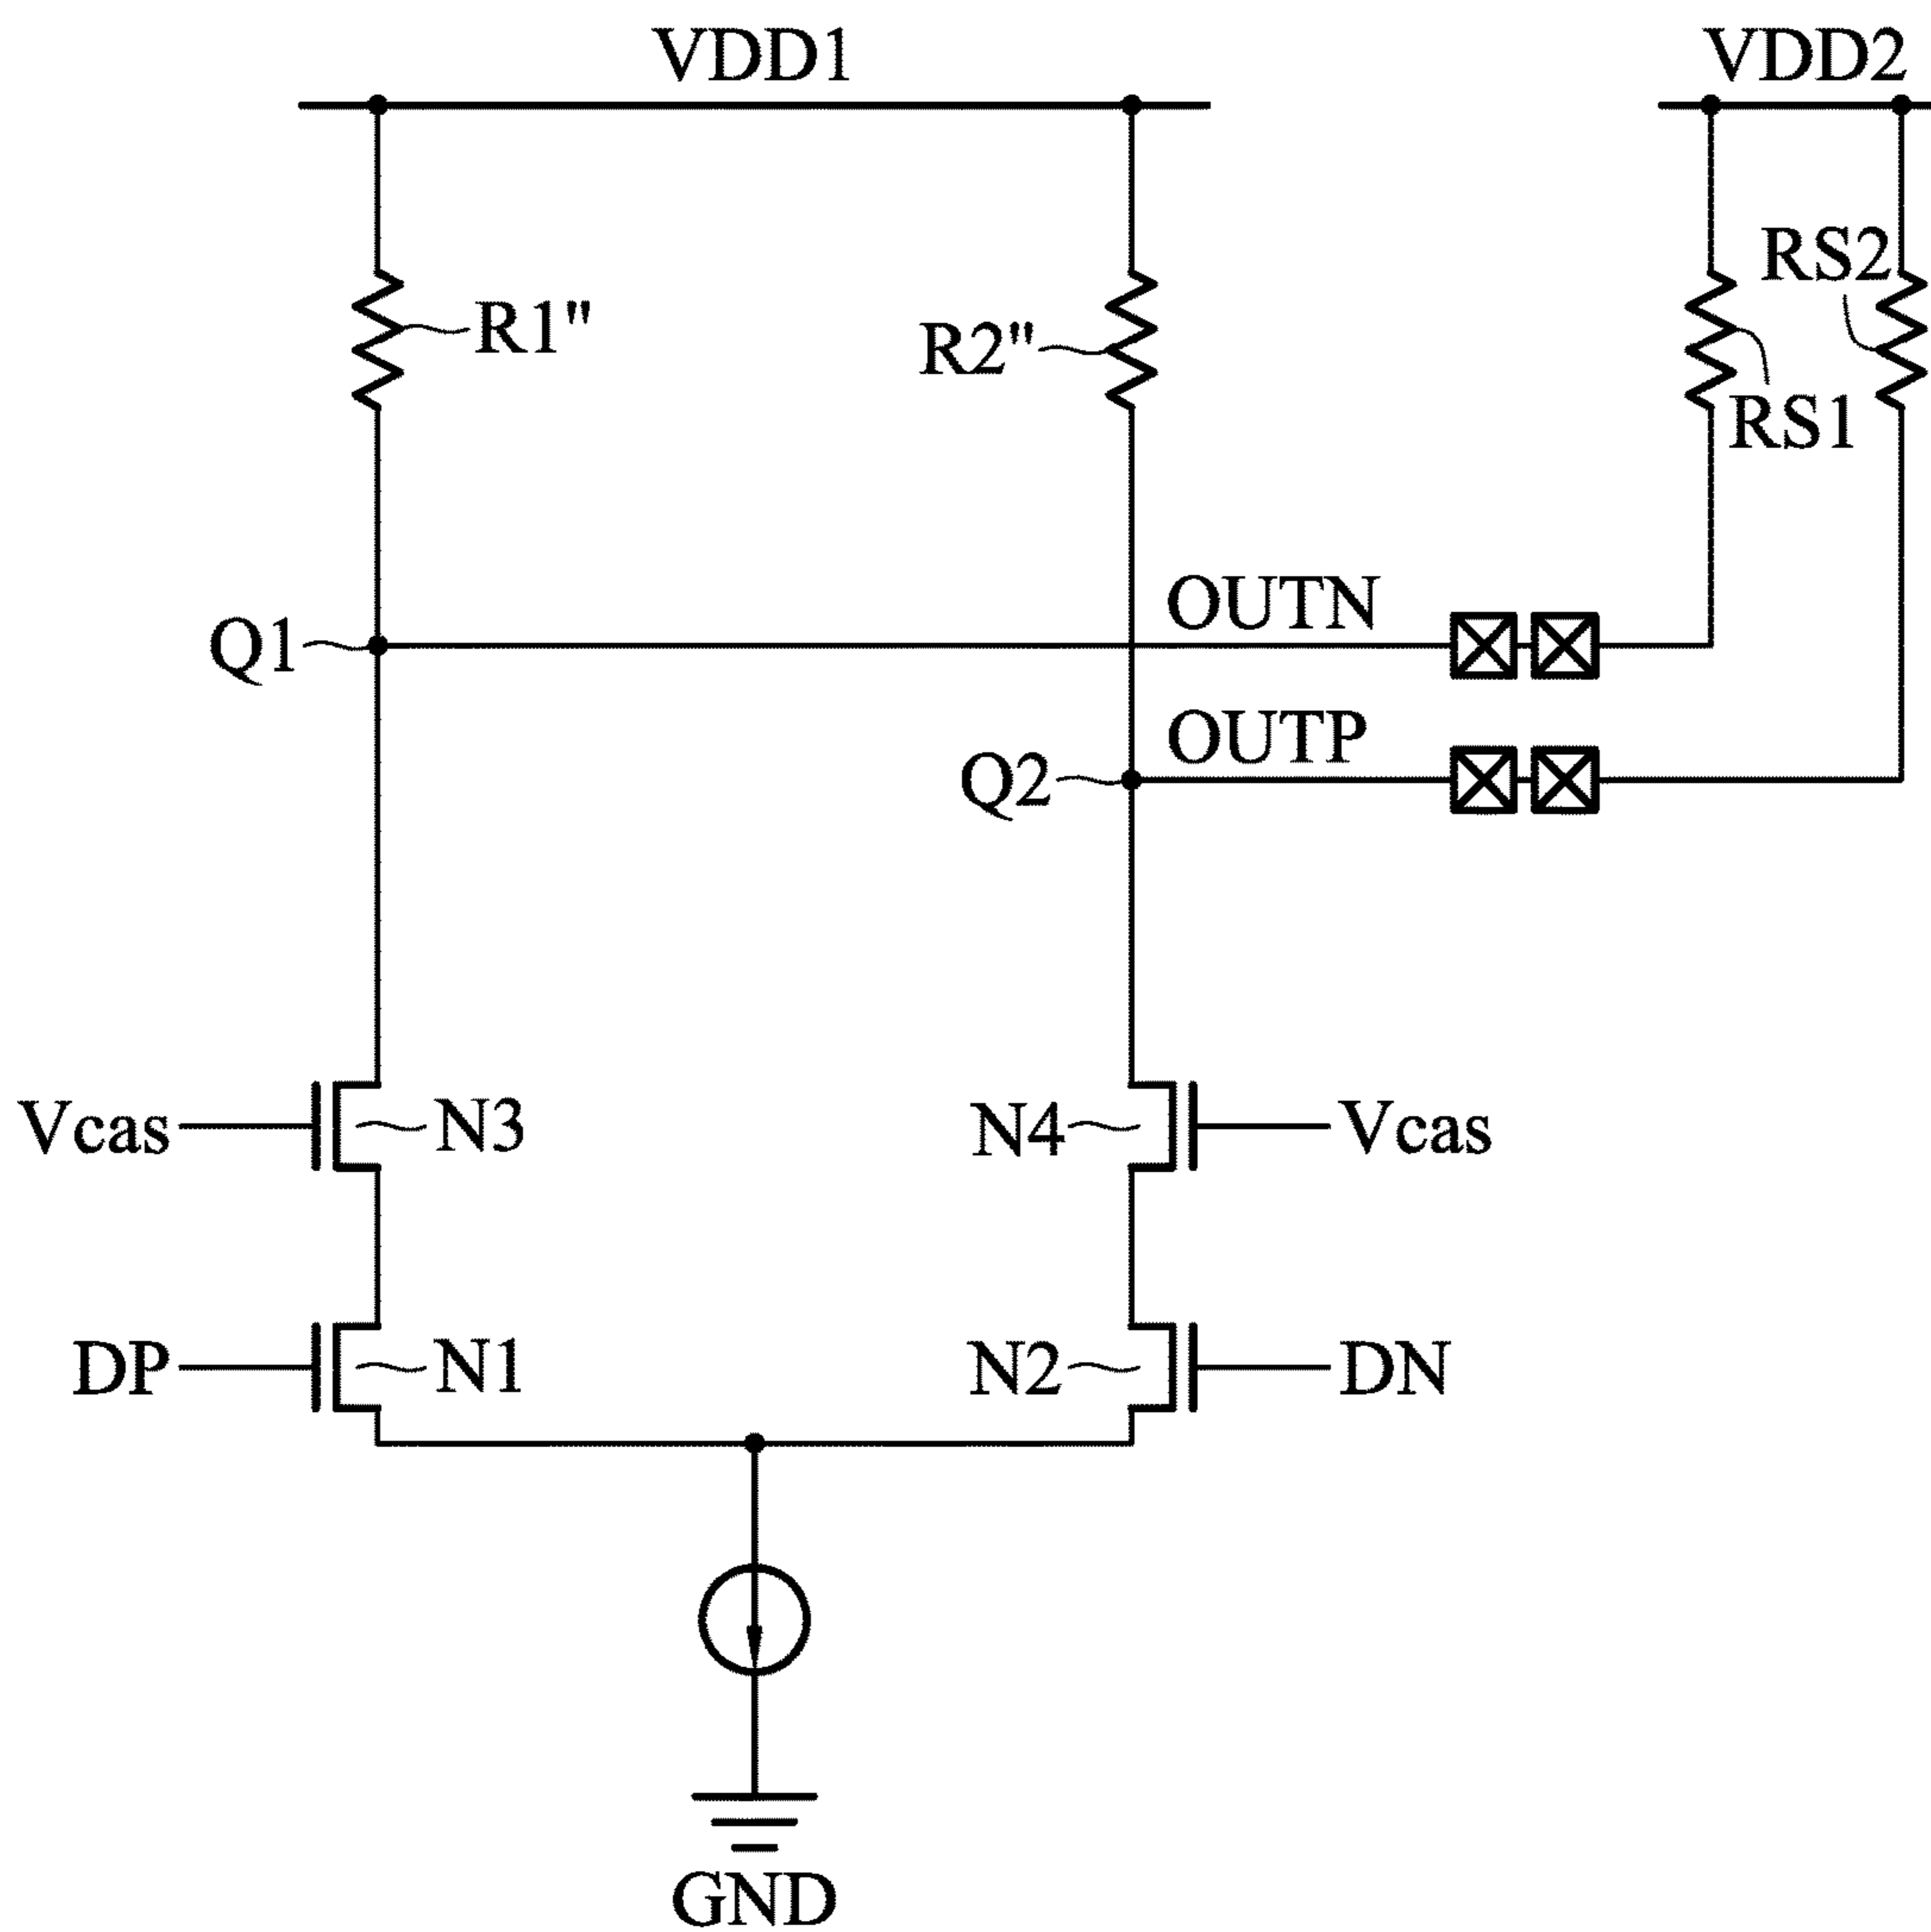 VDD1
VDD2
RS2
R1"
R2"
RS1
OUTN
Q1
OUTP
Q2
Vcas
N3
N4
Vcas
DP
N1
N2
DN
GND